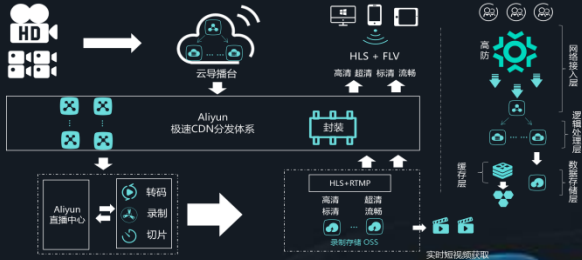 HD
云导播台
HLS + FLV
高清 超清 标清 流畅
Aliyun
极速CDN分发体系
封装
Aliyun
直播中心
转码
录制
切片
HLS+RTMP
高清 超清
标清 流畅
录制存储 OSS
实时短视频获取
高防
网络接入层
逻辑处理层
缓存层
数据存储层